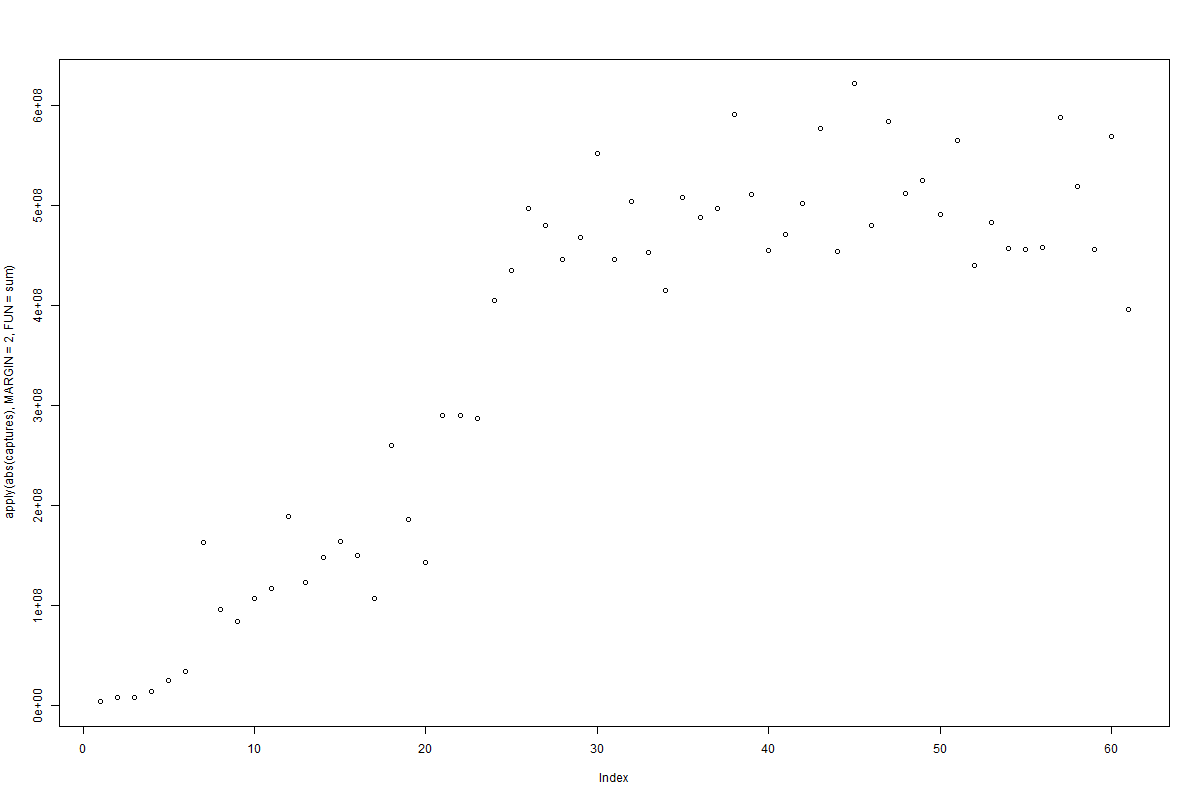 apply(abs(captures), MARGIN = 2, FUN = sum)
6e+08
5e+08
4e+08
3e+08
2e+08
1e+08
0e+00
0 10 20 30 40 50 60
Index